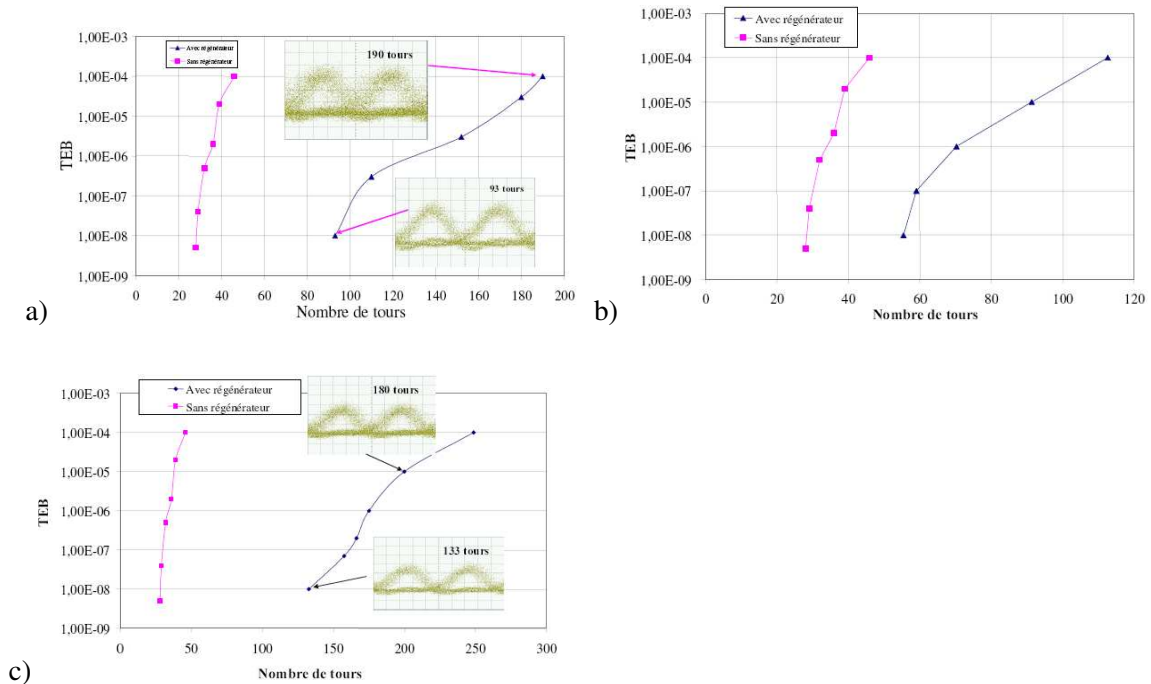 Avec régénérateur
Sans régénérateur
190 tours
93 tours
1,00E-03
1,00E-04
1,00E-05
1,00E-06
1,00E-07
1,00E-08
1,00E-09
TEB
0 20 40 60 80 100 120 140 160 180 200
Nombre de tours
a)
Avec régénérateur
Sans régénérateur
1,00E-03
1,00E-04
1,00E-05
1,00E-06
1,00E-07
1,00E-08
1,00E-09
TEB
0 20 40 60 80 100 120
Nombre de tours
b)
Avec régénérateur
Sans régénérateur
180 tours
133 tours
1,00E-03
1,00E-04
1,00E-05
1,00E-06
1,00E-07
1,00E-08
1,00E-09
TEB
0 50 100 150 200 250 300
Nombre de tours
c)